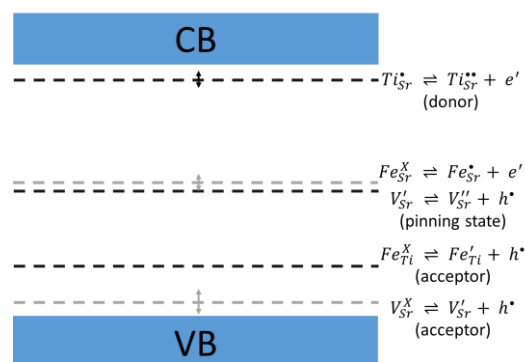 CB
Ti•Sr ⇌ Ti••Sr + e′
(donor)
FeXSr ⇌ Fe•Sr + e′
V′Sr ⇌ V′′Sr + h•
(pinning state)
FeXTi ⇌ Fe′Ti + h•
(acceptor)
VXSr ⇌ V′Sr + h•
(acceptor)
VB